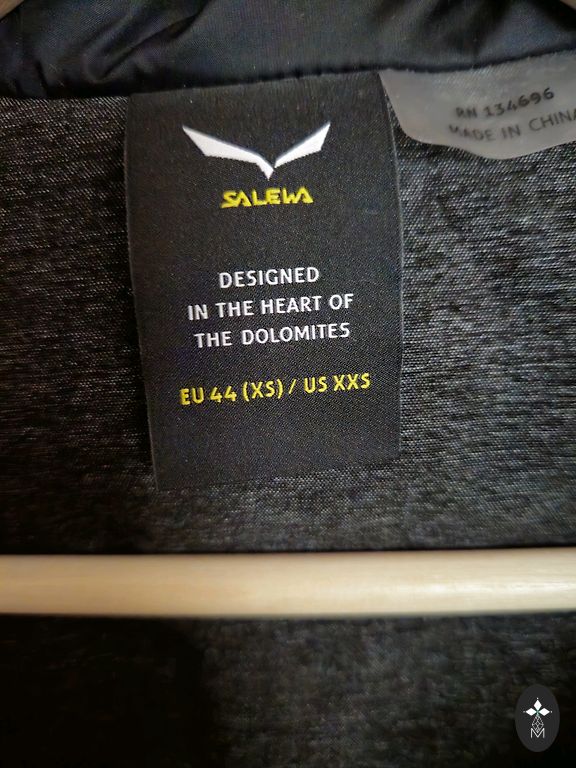 RN 134696
MADE IN CHINA
SALEWA
DESIGNED
IN THE HEART OF
THE DOLOMITES
EU 44 (XS) / US XXS
M